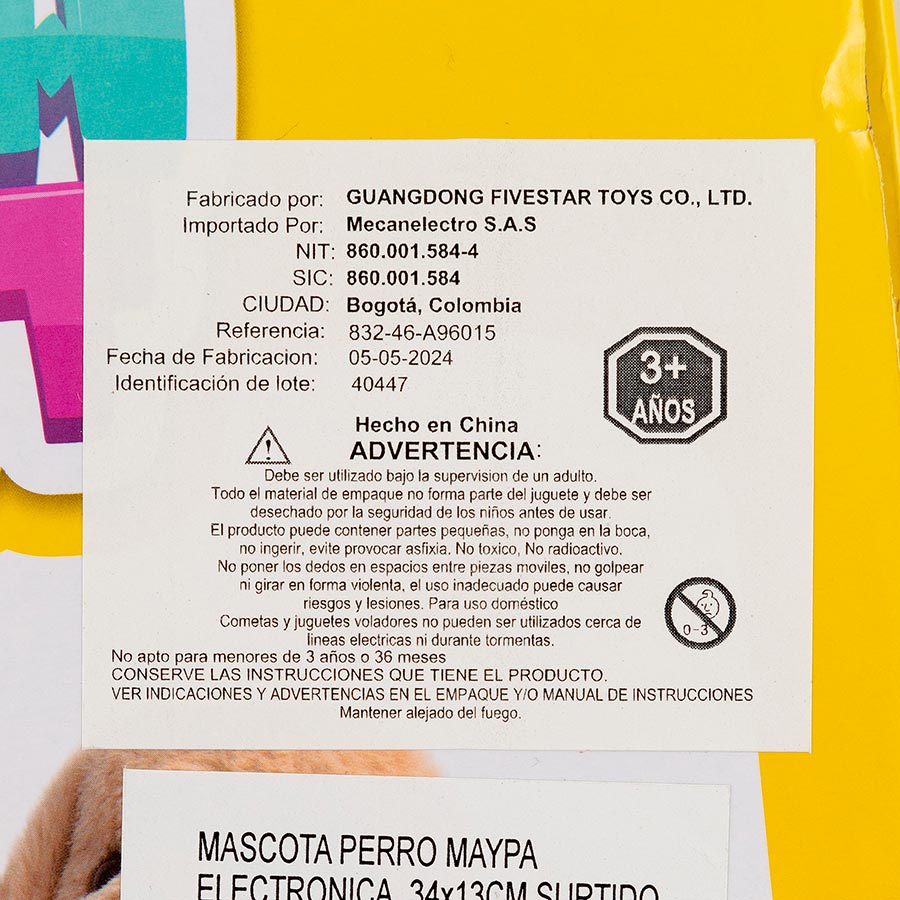 Fabricado por: GUANGDONG FIVESTAR TOYS CO., LTD.
Importado Por: Mecanelectro S.A.S
NIT: 860.001.584-4
SIC: 860.001.584
CIUDAD: Bogotá, Colombia
Referencia: 832-46-A96015
Fecha de Fabricacion: 05-05-2024
Identificación de lote: 40447
3+
AÑOS
Hecho en China
ADVERTENCIA:
Debe ser utilizado bajo la supervision de un adulto.
Todo el material de empaque no forma parte del juguete y debe ser
desechado por la seguridad de los niños antes de usar.
El producto puede contener partes pequeñas, no ponga en la boca,
no ingerir, evite provocar asfixia. No toxico, No radioactivo.
No poner los dedos en espacios entre piezas moviles, no golpear
ni girar en forma violenta, el uso inadecuado puede causar
riesgos y lesiones. Para uso doméstico
Cometas y juguetes voladores no pueden ser utilizados cerca de
lineas electricas ni durante tormentas.
0-3
No apto para menores de 3 años o 36 meses
CONSERVE LAS INSTRUCCIONES QUE TIENE EL PRODUCTO.
VER INDICACIONES Y ADVERTENCIAS EN EL EMPAQUE Y/O MANUAL DE INSTRUCCIONES
Mantener alejado del fuego.
MASCOTA PERRO MAYPA
ELECTRONICA 34x13CM SURTIDO